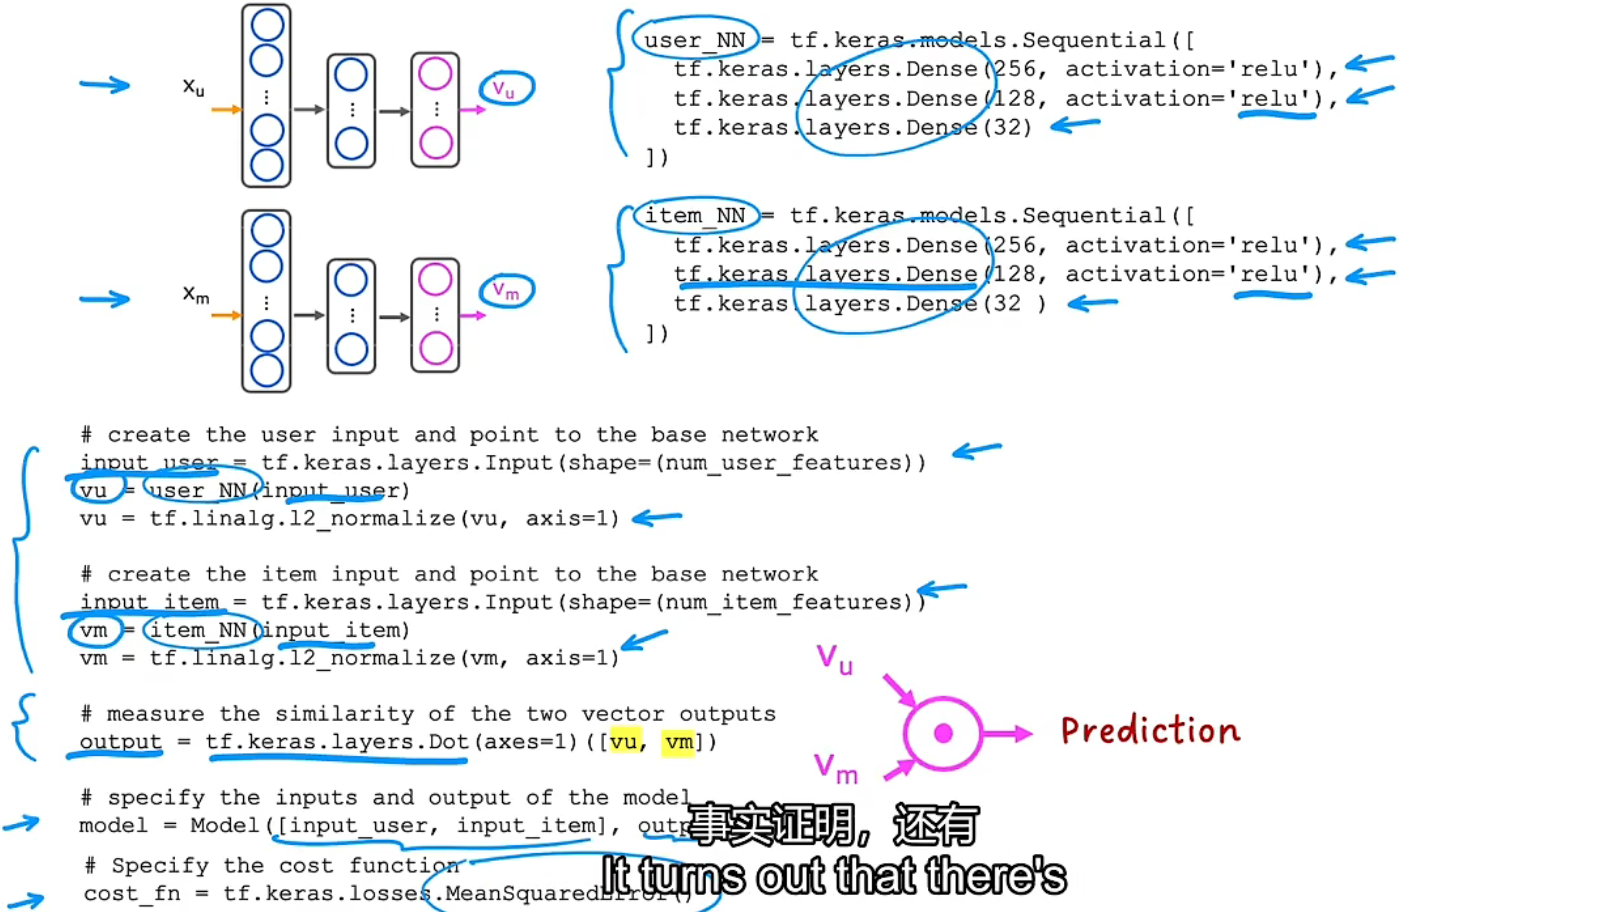 x_u
v_u
user_NN = tf.keras.models.Sequential([
tf.keras.layers.Dense(256, activation='relu'),
tf.keras.layers.Dense(128, activation='relu'),
tf.keras.layers.Dense(32)
])
x_m
v_m
item_NN = tf.keras.models.Sequential([
tf.keras.layers.Dense(256, activation='relu'),
tf.keras.layers.Dense(128, activation='relu'),
tf.keras.layers.Dense(32 )
])
# create the user input and point to the base network
input_user = tf.keras.layers.Input(shape=(num_user_features))
vu = user_NN(input_user)
vu = tf.linalg.l2_normalize(vu, axis=1)
# create the item input and point to the base network
input_item = tf.keras.layers.Input(shape=(num_item_features))
vm = item_NN(input_item)
vm = tf.linalg.l2_normalize(vm, axis=1)
# measure the similarity of the two vector outputs
output = tf.keras.layers.Dot(axes=1)([vu, vm])
v_u
v_m
Prediction
# specify the inputs and output of the model
model = Model([input_user, input_item], outp
# Specify the cost function
cost_fn = tf.keras.losses.MeanSquaredError()
事实证明，还有
It turns out that there's